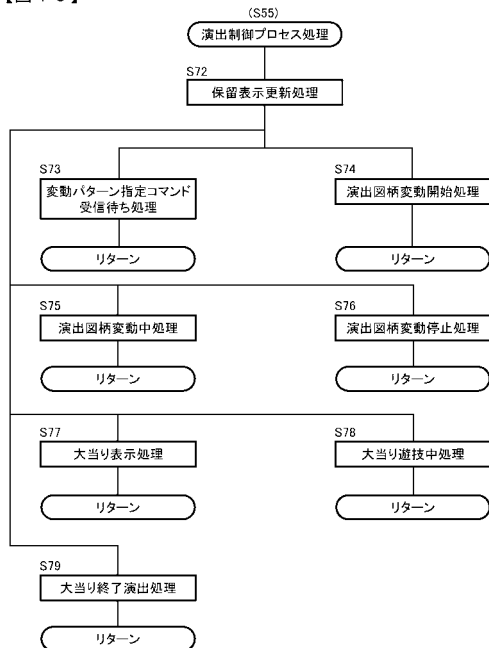 (S55)
演出制御プロセス処理
S72
保留表示更新処理
S73
変動パターン指定コマンド
受信待ち処理
リターン
S74
演出図柄変動開始処理
リターン
S75
演出図柄変動中処理
リターン
S76
演出図柄変動停止処理
リターン
S77
大当り表示処理
リターン
S78
大当り遊技中処理
リターン
S79
大当り終了演出処理
リターン